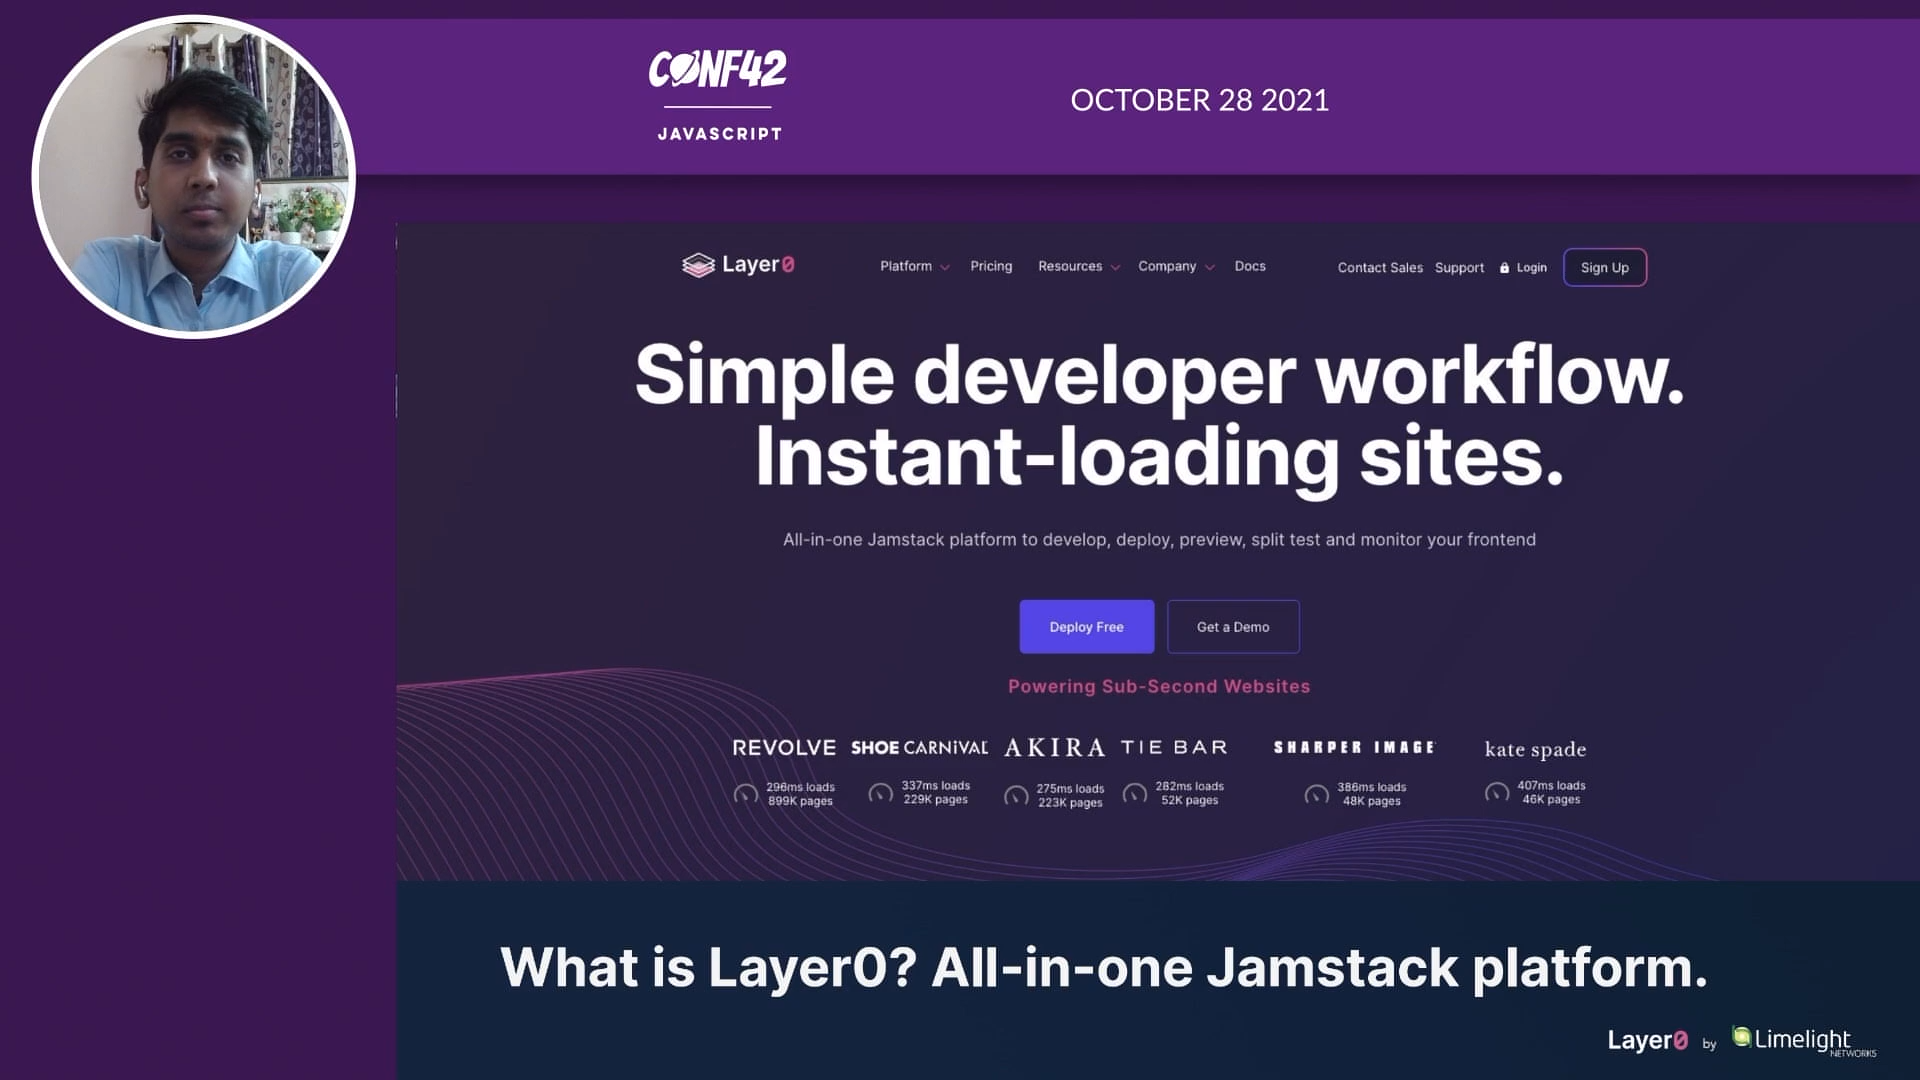 CONF42
JAVASCRIPT
OCTOBER 28 2021
Layer0
Platform
Pricing
Resources
Company
Docs
Contact Sales
Support
Login
Sign Up
Simple developer workflow.
Instant-loading sites.
All-in-one Jamstack platform to develop, deploy, preview, split test and monitor your frontend
Deploy Free
Get a Demo
Powering Sub-Second Websites
REVOLVE
296ms loads
899K pages
SHOE CARNiVAL
337ms loads
229K pages
AKIRA
275ms loads
223K pages
TIE BAR
282ms loads
52K pages
SHARPER IMAGE
386ms loads
48K pages
kate spade
407ms loads
46K pages
What is Layer0? All-in-one Jamstack platform.
Layer0 by Limelight
NETWORKS